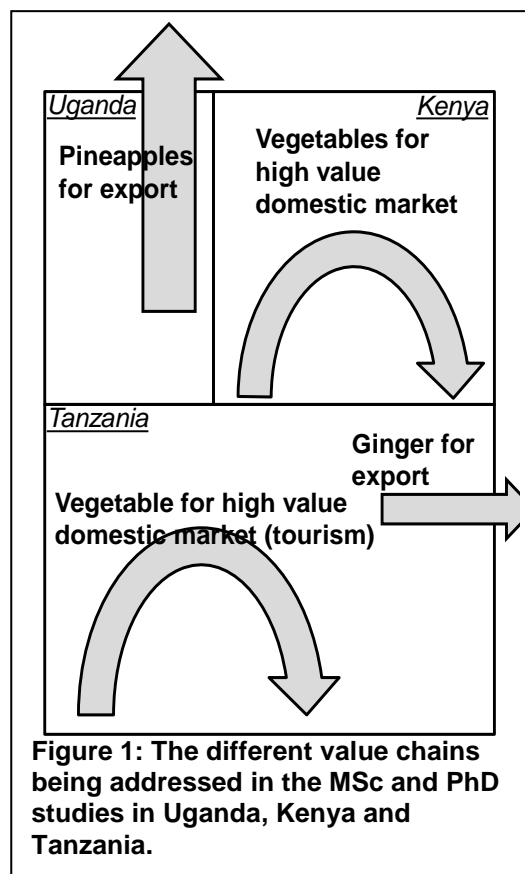 Uganda
Kenya
Pineapples
for export
Vegetables for
high value
domestic market
Tanzania
Ginger for
export
Vegetable for high value
domestic market (tourism)
Figure 1: The different value chains
being addressed in the MSc and PhD
studies in Uganda, Kenya and
Tanzania.